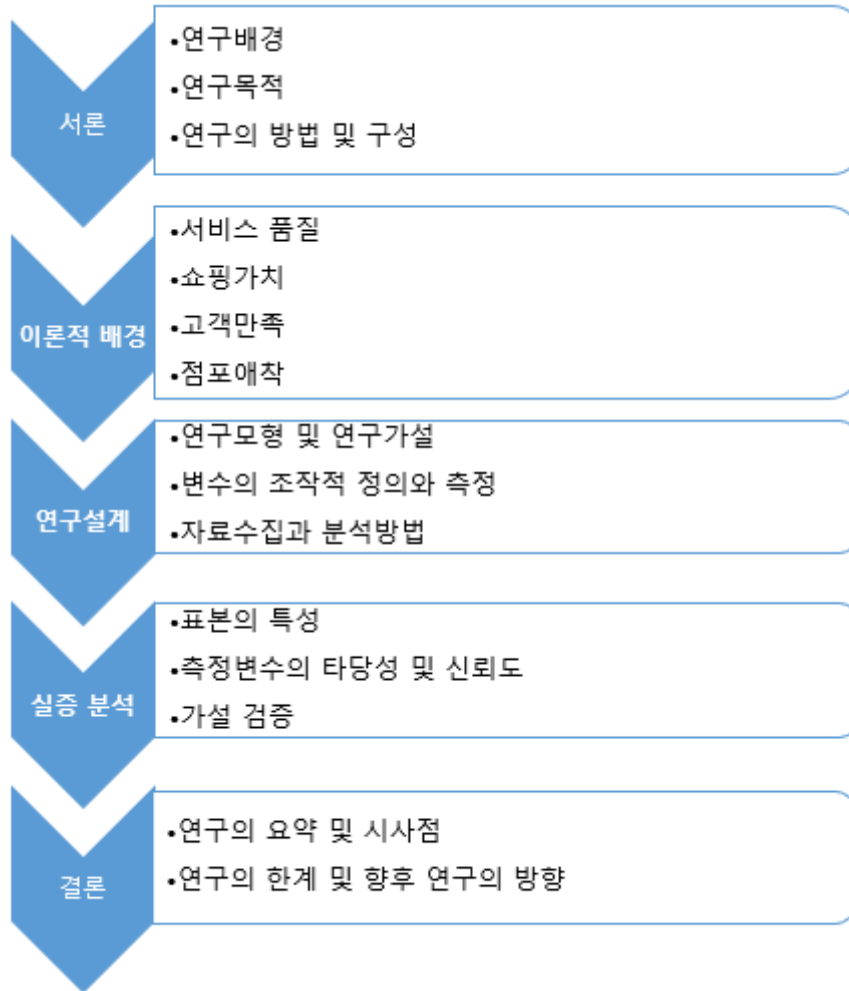 서론
•연구배경
•연구목적
•연구의 방법 및 구성
이론적 배경
•서비스 품질
•쇼핑가치
•고객만족
•점포애착
연구설계
•연구모형 및 연구가설
•변수의 조작적 정의와 측정
•자료수집과 분석방법
실증 분석
•표본의 특성
•측정변수의 타당성 및 신뢰도
•가설 검증
결론
•연구의 요약 및 시사점
•연구의 한계 및 향후 연구의 방향